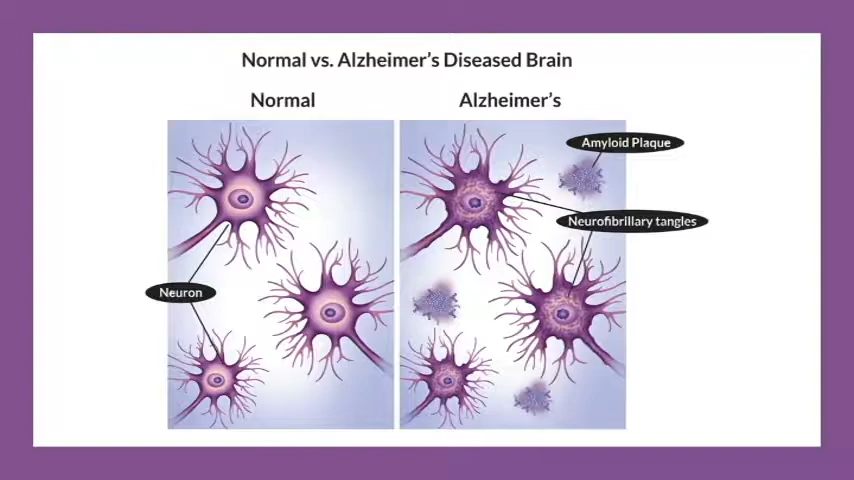 Normal vs. Alzheimer's Diseased Brain
Normal
Alzheimer's
Amyloid Plaque
Neurofibrillary tangles
Neuron